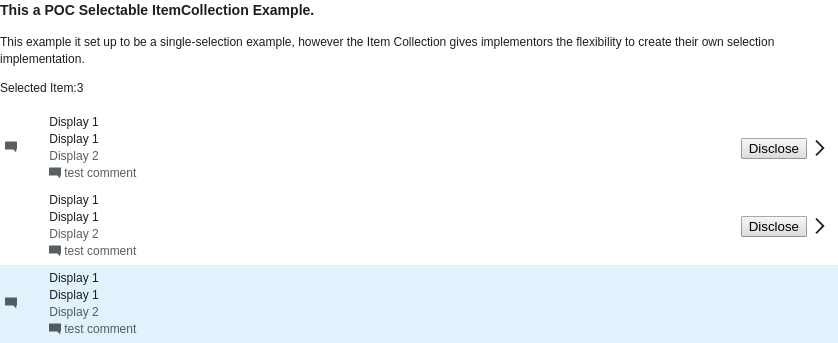 This a POC Selectable ItemCollection Example.
This example it set up to be a single-selection example, however the Item Collection gives implementors the flexibility to create their own selection
implementation.
Selected Item:3
Display 1
Display 1
Display 2
test comment
Disclose
Display 1
Display 1
Display 2
test comment
Disclose
Display 1
Display 1
Display 2
test comment